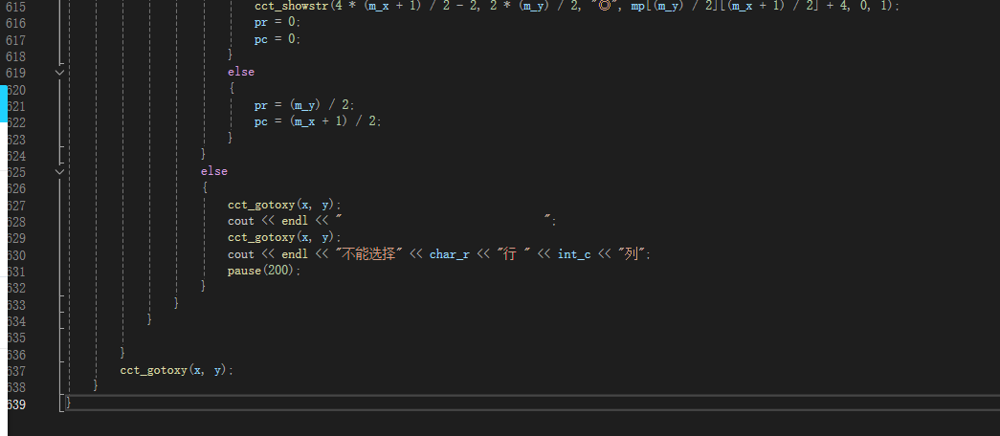 615 cct_showstr(4 * (m_x + 1) / 2 - 2, 2 * (m_y) / 2, "◎", mp[(m_y) / 2][(m_x + 1) / 2] + 4, 0, 1);
616 pr = 0;
617 pc = 0;
618 }
619 else
620 {
621 pr = (m_y) / 2;
622 pc = (m_x + 1) / 2;
623 }
624 }
625 else
626 {
627 cct_gotoxy(x, y);
628 cout << endl << "                              ";
629 cct_gotoxy(x, y);
630 cout << endl << "不能选择" << char_r << "行 " << int_c << "列";
631 pause(200);
632 }
633 }
634 }
635
636 }
637 cct_gotoxy(x, y);
638 }
639 }